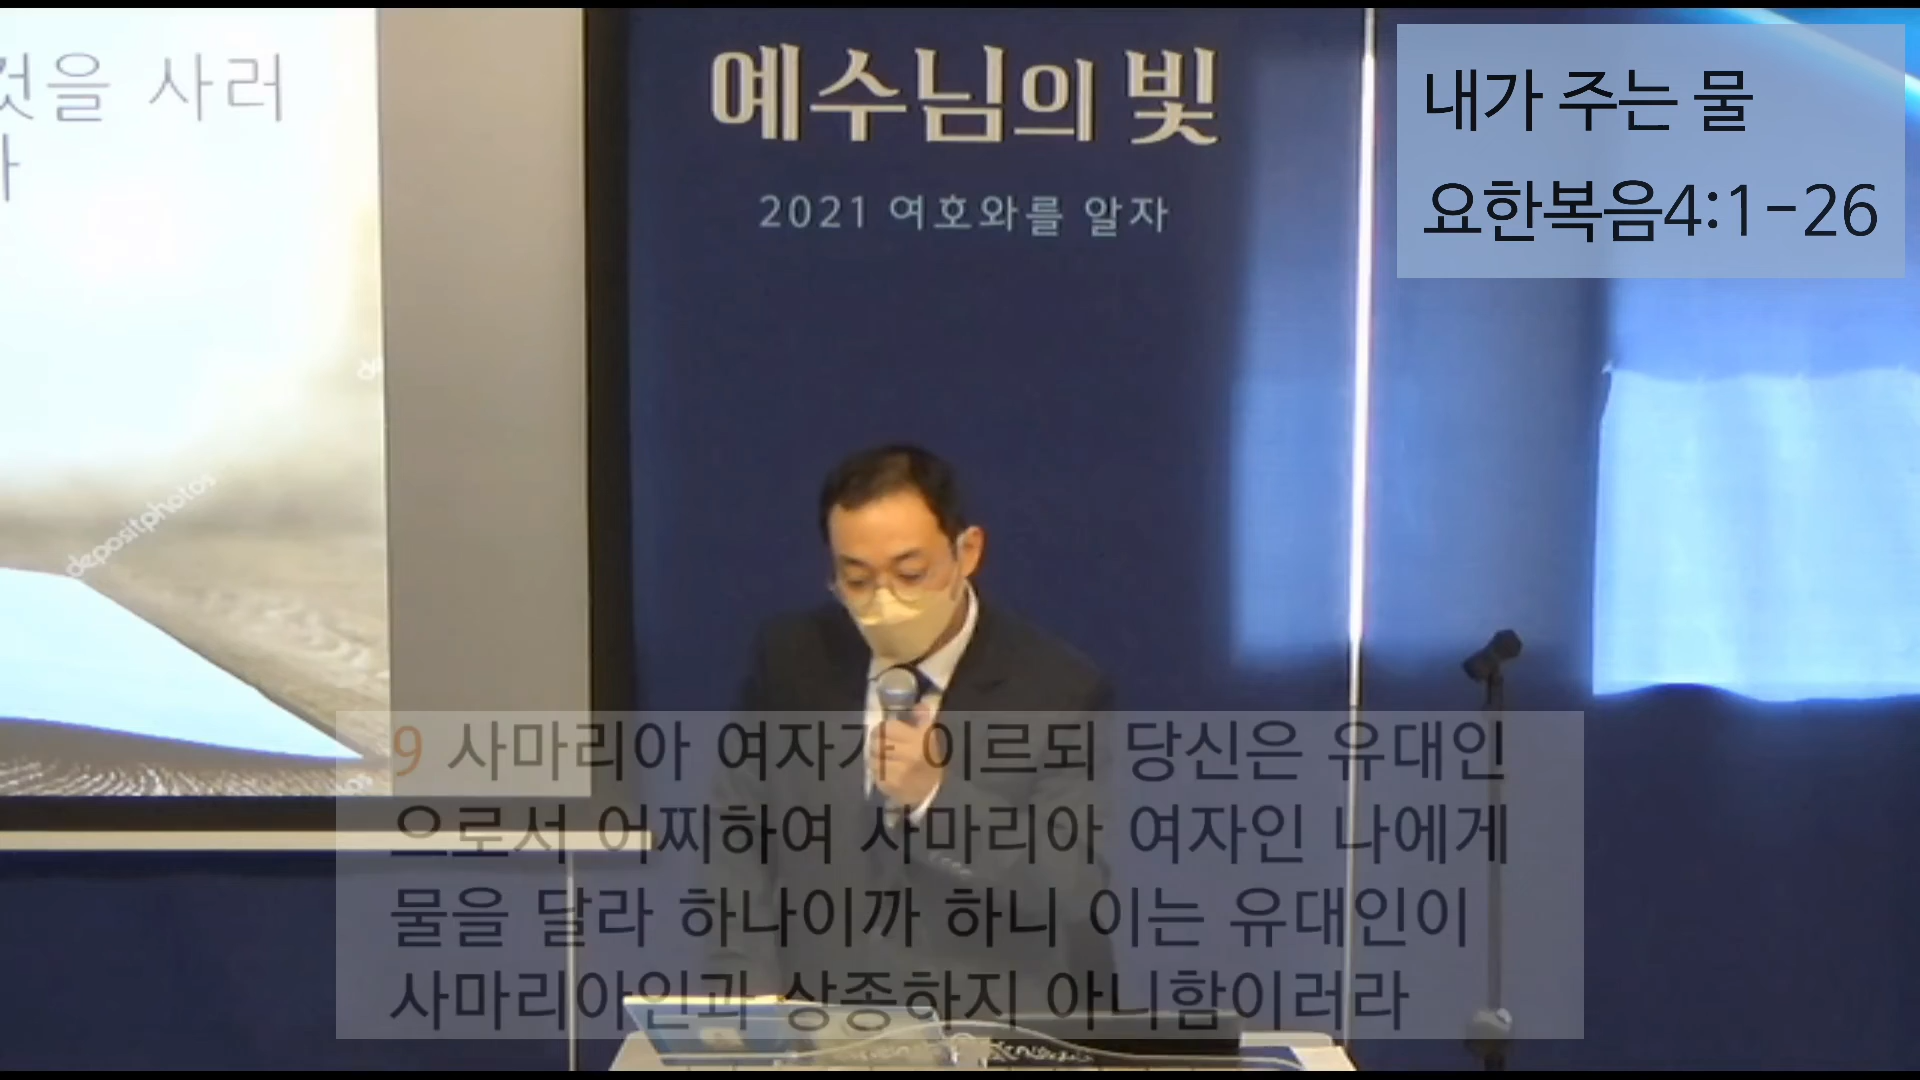 것을 사러
예수님의 빛
2021 여호와를 알자
내가 주는 물
요한복음4:1-26
depositphotos
9 사마리아 여자가 이르되 당신은 유대인
으로서 어찌하여 사마리아 여자인 나에게
물을 달라 하나이까 하니 이는 유대인이
사마리아인과 상종하지 아니함이러라